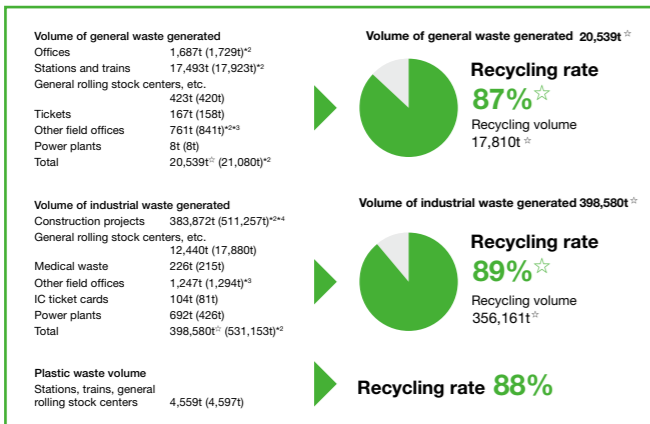 Volume of general waste generated
Offices 1,687t (1,729t)*2
Stations and trains 17,493t (17,923t)*2
General rolling stock centers, etc.
423t (420t)
Tickets 167t (158t)
Other field offices 761t (841t)*2*3
Power plants 8t (8t)
Total 20,539t☆ (21,080t)*2
Volume of general waste generated 20,539t☆
Recycling rate
87%☆
Recycling volume
17,810t☆
Volume of industrial waste generated
Construction projects 383,872t (511,257t)*2*4
General rolling stock centers, etc.
12,440t (17,880t)
Medical waste 226t (215t)
Other field offices 1,247t (1,294t)*3
IC ticket cards 104t (81t)
Power plants 692t (426t)
Total 398,580t☆ (531,153t)*2
Volume of industrial waste generated 398,580t☆
Recycling rate
89%☆
Recycling volume
356,161t☆
Plastic waste volume
Stations, trains, general
rolling stock centers 4,559t (4,597t)
Recycling rate 88%